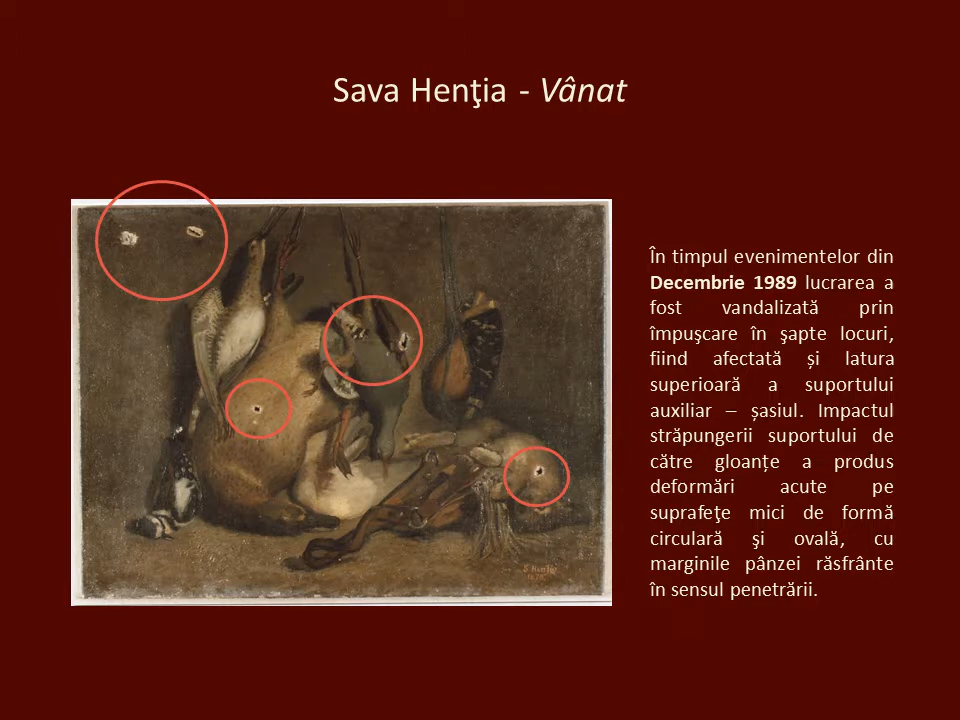 Sava Henţia - Vânat
În timpul evenimentelor din
Decembrie 1989 lucrarea a
fost vandalizată prin
împuşcare în şapte locuri,
fiind afectată și latura
superioară a suportului
auxiliar – șasiul. Impactul
străpungerii suportului de
către gloanțe a produs
deformări acute pe
suprafeţe mici de formă
circulară şi ovală, cu
marginile pânzei răsfrânte
în sensul penetrării.